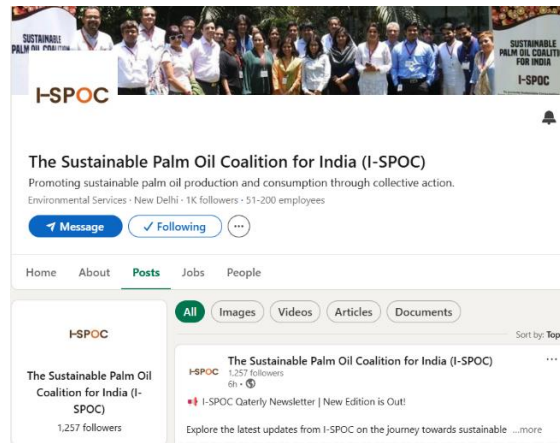 SUSTAINABLE
PALM OIL COALITION
SUSTAINABLE
PALM OIL COALITI
FOR INDIA
I-SPOC
I-SPOC
The Sustainable Palm Oil Coalition for India (I-SPOC)
Promoting sustainable palm oil production and consumption through collective action.
Environmental Services · New Delhi · 1K followers · 51-200 employees
Message
Following
Home About Posts Jobs People
All Images Videos Articles Documents
Sort by: Top
I-SPOC
The Sustainable Palm Oil
Coalition for India (I-
SPOC)
1,257 followers
I-SPOC
The Sustainable Palm Oil Coalition for India (I-SPOC)
1,257 followers
6h ·
I-SPOC Qaterly Newsletter | New Edition is Out!
Explore the latest updates from I-SPOC on the journey towards sustainable ...more